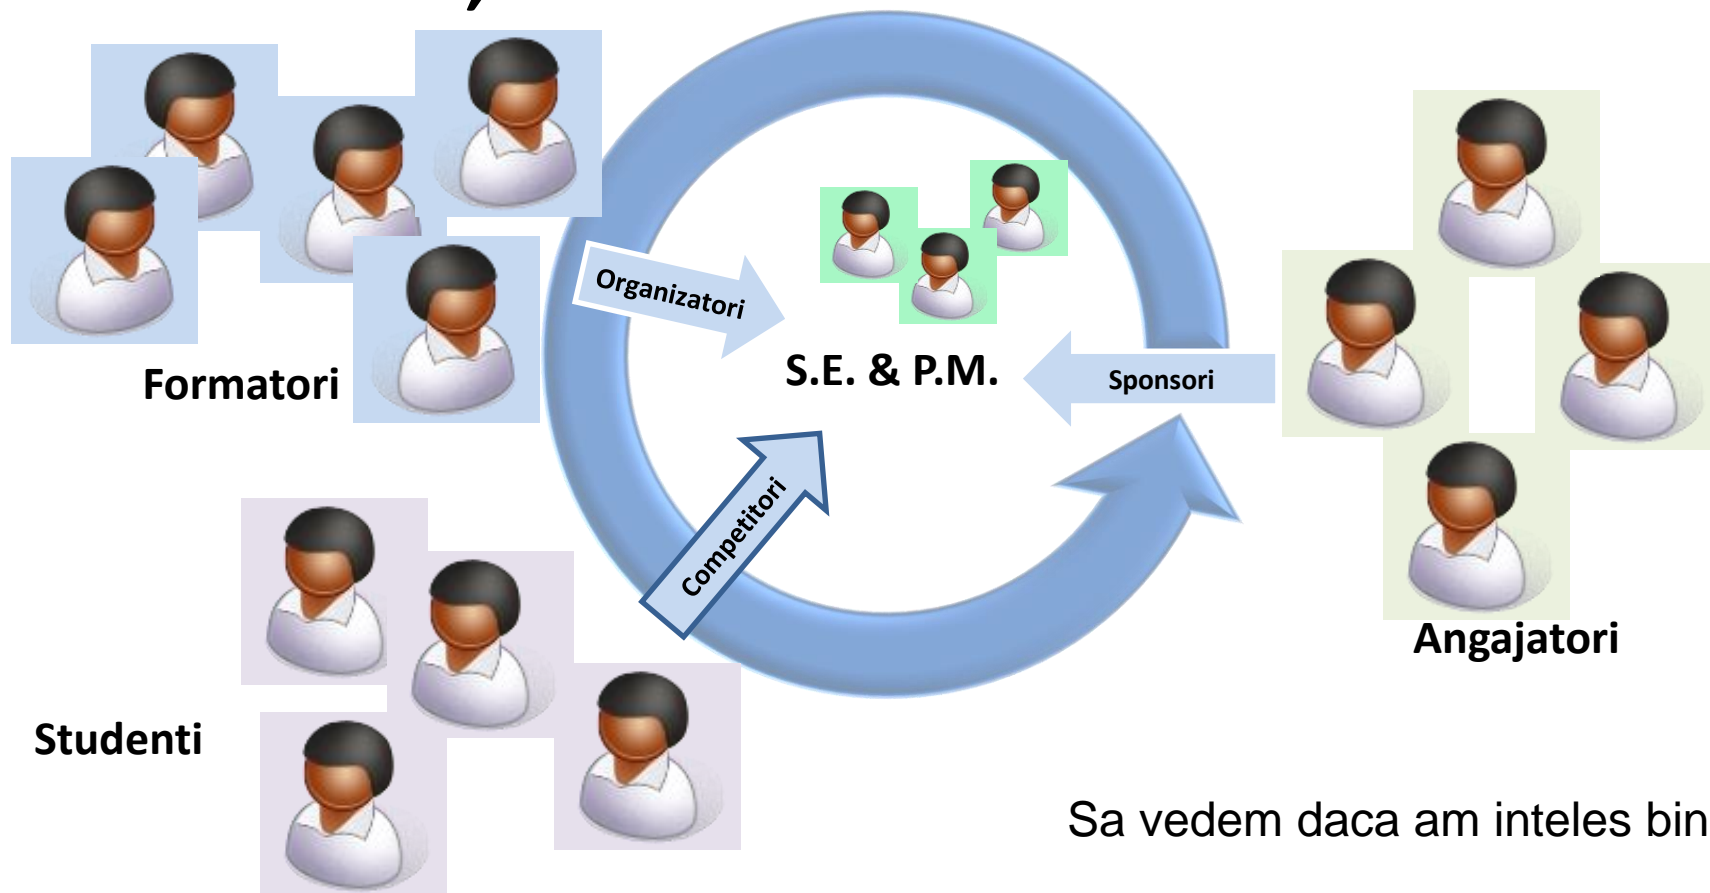 Organizatori
S.E. & P.M.
Sponsori
Formatori
Competitori
Angajatori
Studenti
Sa vedem daca am inteles bin